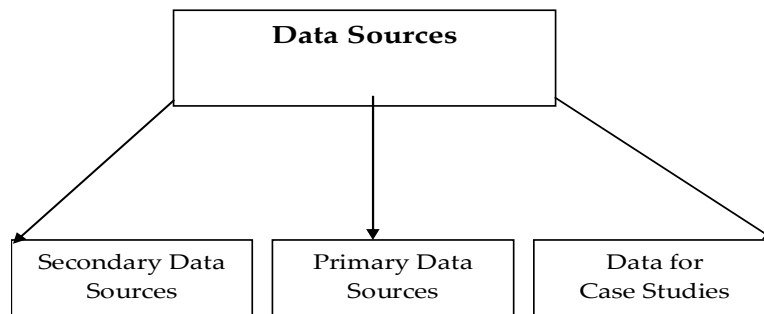 Data Sources
Secondary Data
Sources
Primary Data
Sources
Data for
Case Studies